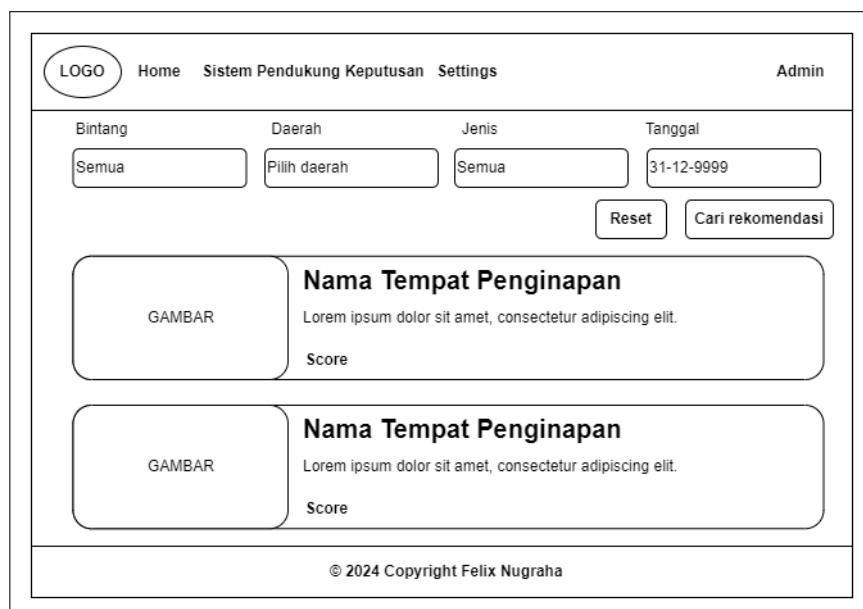 LOGO Home Sistem Pendukung Keputusan Settings Admin
Bintang Daerah Jenis Tanggal
Semua Pilih daerah Semua 31-12-9999
Reset Cari rekomendasi
Nama Tempat Penginapan
GAMBAR Lorem ipsum dolor sit amet, consectetur adipiscing elit.
Score
Nama Tempat Penginapan
GAMBAR Lorem ipsum dolor sit amet, consectetur adipiscing elit.
Score
© 2024 Copyright Felix Nugraha